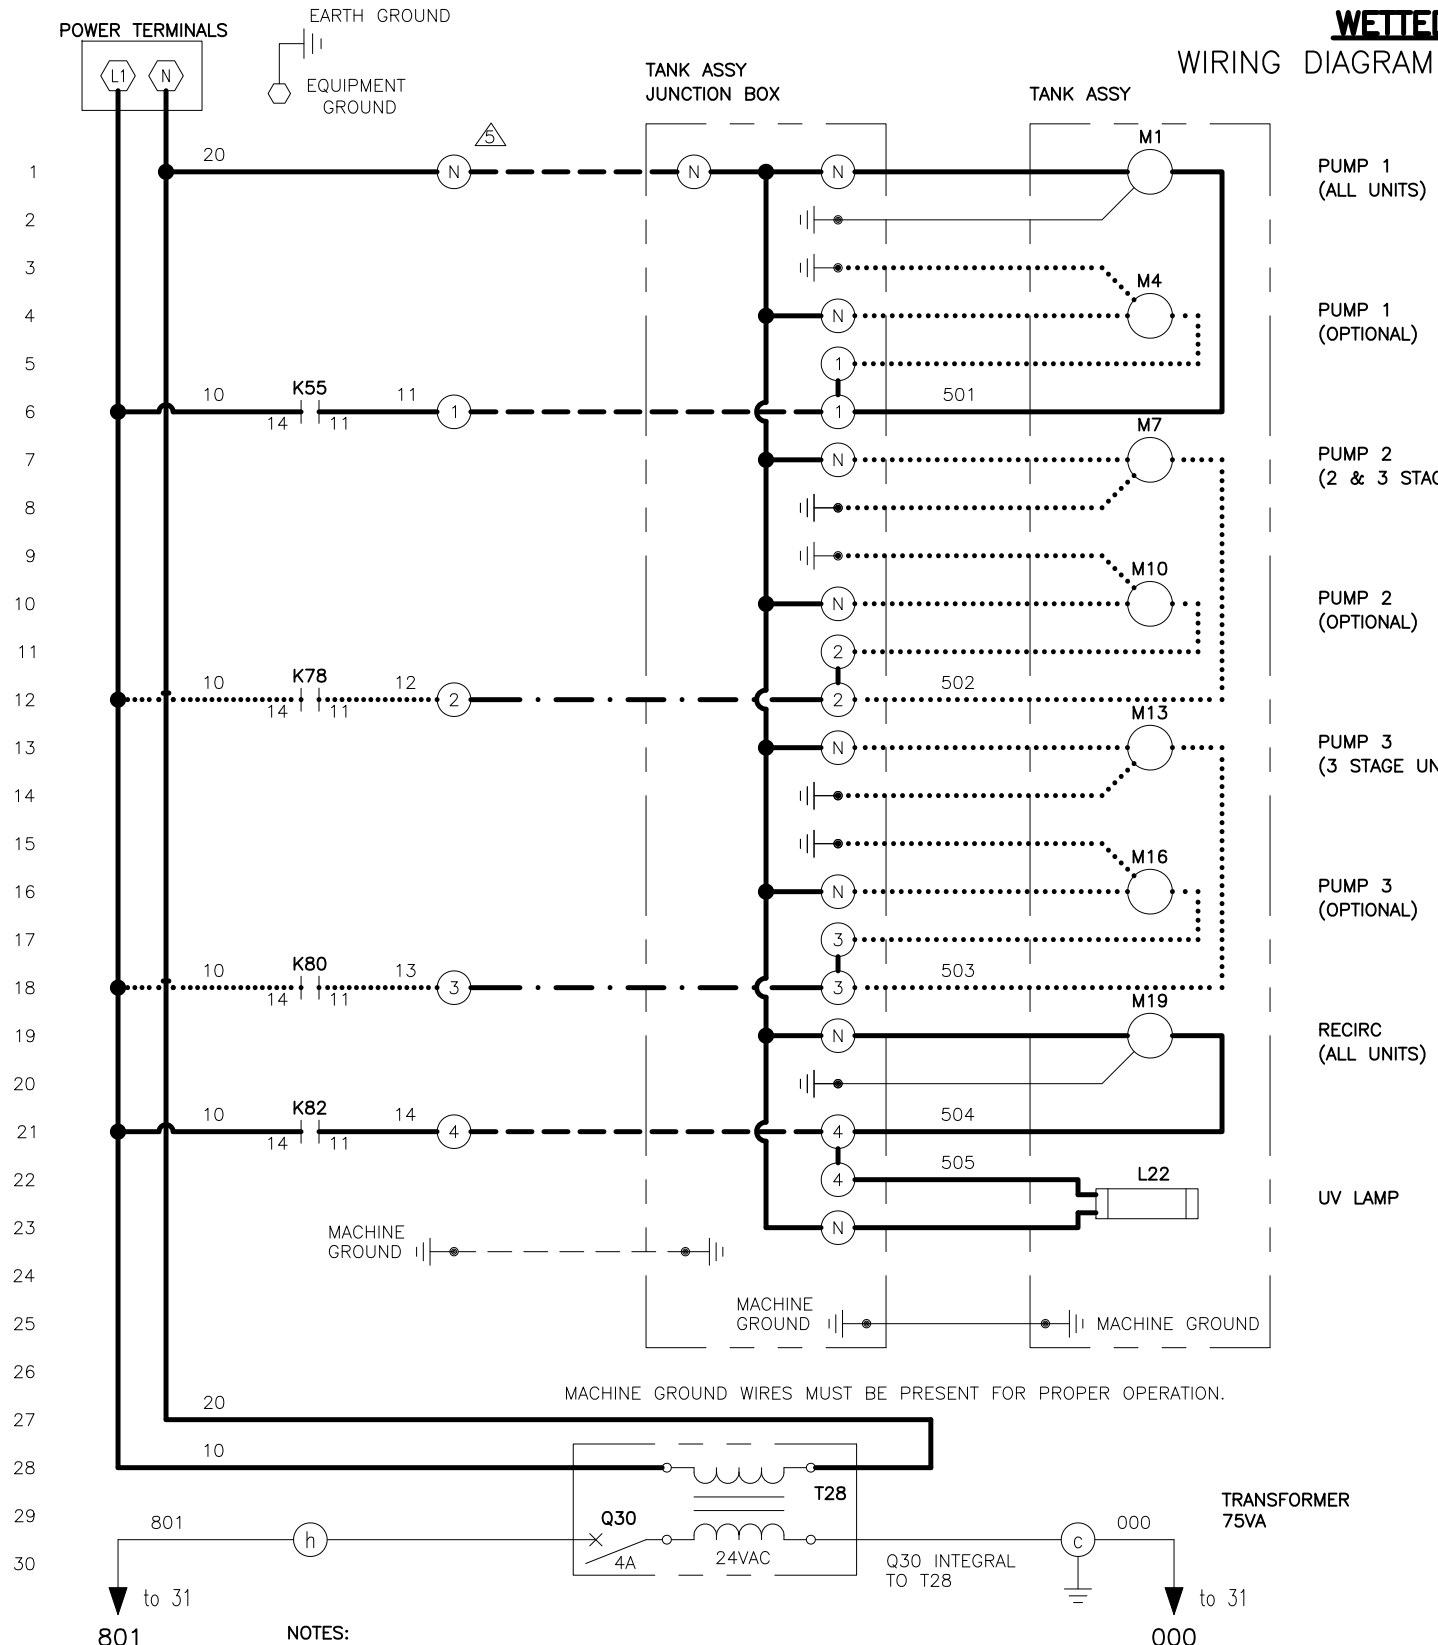 EARTH GROUND
WETTED
POWER TERMINALS
WIRING DIAGRAM
L1 N
EQUIPMENT
GROUND
TANK ASSY
JUNCTION BOX
TANK ASSY
5
M1
20
1 N N N PUMP 1
(ALL UNITS)
2
3
M4
4 N PUMP 1
(OPTIONAL)
5 1
10 K55 11 501
6 1 1
14 11
M7
7 N PUMP 2
(2 & 3 STAG
8
9
M10
10 N PUMP 2
(OPTIONAL)
11 2
10 K78 12 502
12 2 2
14 11
M13
13 N PUMP 3
(3 STAGE UN
14
15
M16
16 N PUMP 3
(OPTIONAL)
17 3
10 K80 13 503
18 3 3
14 11
M19
19 N RECIRC
(ALL UNITS)
20
10 K82 14 504
21 4 4
14 11
505
22 4 L22
UV LAMP
23 N
MACHINE
GROUND
24
MACHINE
GROUND
25 MACHINE GROUND
26
MACHINE GROUND WIRES MUST BE PRESENT FOR PROPER OPERATION.
20
27
10
28
T28
TRANSFORMER
75VA
29
801 Q30 000
h c
4A 24VAC
30
Q30 INTEGRAL
TO T28
to 31 to 31
801 NOTES: 000